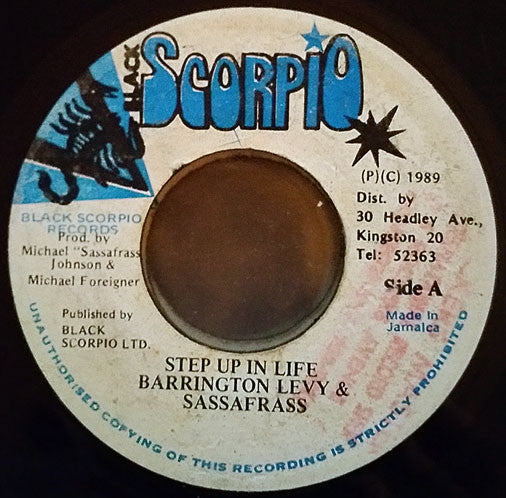 BLACK
SCORPIO
(P)(C) 1989
Dist. by
30 Headley Ave.,
Kingston 20
Tel: 52363
Side A
Made In
Jamaica
BLACK SCORPIO
RECORDS
Prod. by
Michael "Sassafrass
Johnson &
Michael Foreigner
Published by
BLACK
SCORPIO LTD.
STEP UP IN LIFE
BARRINGTON LEVY &
SASSAFRASS
UNAUTHORISED COPYING OF THIS RECORDING IS STRICTLY PROHIBITED